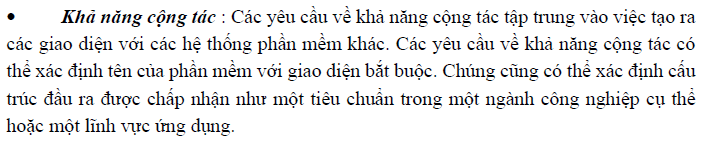 • Khả năng cộng tác : Các yêu cầu về khả năng cộng tác tập trung vào việc tạo ra
các giao diện với các hệ thống phần mềm khác. Các yêu cầu về khả năng cộng tác có
thể xác định tên của phần mềm với giao diện bắt buộc. Chúng cũng có thể xác định cấu
trúc đầu ra được chấp nhận như một tiêu chuẩn trong một ngành công nghiệp cụ thể
hoặc một lĩnh vực ứng dụng.